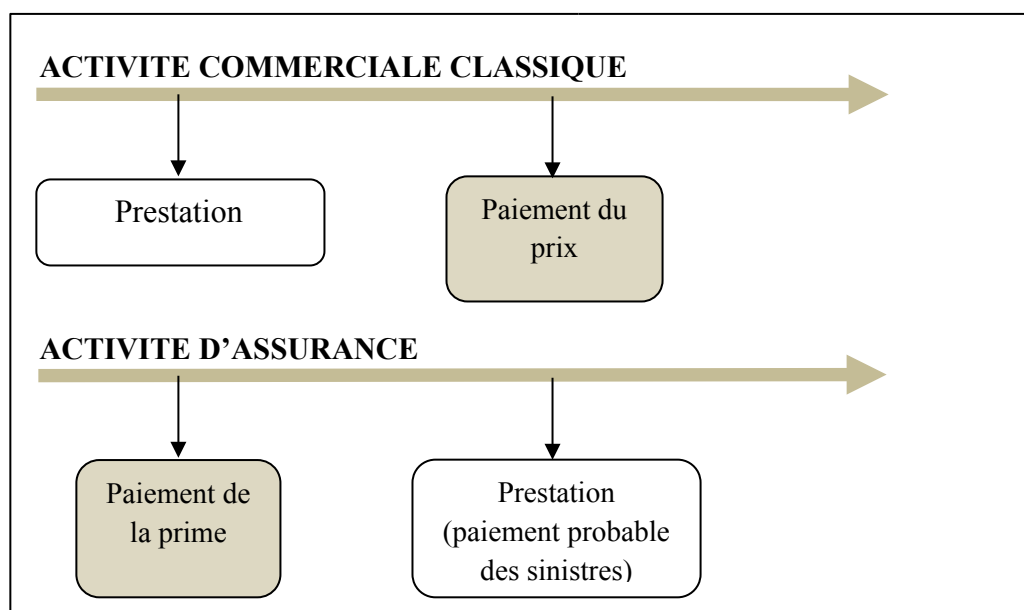 ACTIVITE COMMERCIALE CLASSIQUE
Prestation
Paiement du
prix
ACTIVITE D’ASSURANCE
Paiement de
la prime
Prestation
(paiement probable
des sinistres)